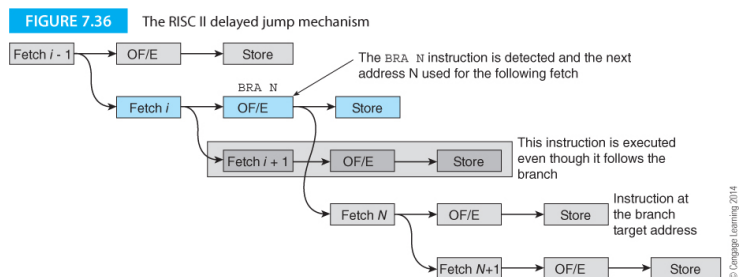 FIGURE 7.36 The RISC II delayed jump mechanism
Fetch i - 1
OF/E
Store
The BRA N instruction is detected and the next
address N used for the following fetch
BRA N
Fetch i
OF/E
Store
Fetch i + 1
OF/E
Store
This instruction is executed
even though it follows the
branch
Fetch N
OF/E
Store
Instruction at
the branch
target address
Fetch N+1
OF/E
Store
© Cengage Learning 2014